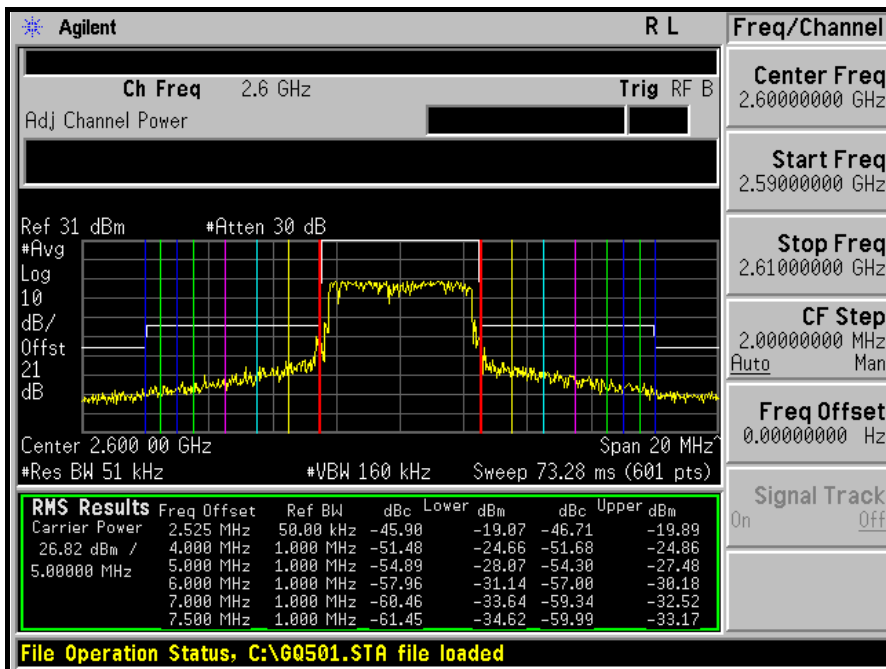 Agilent R L Freq/Channel
Ch Freq 2.6 GHz Trig RF B
Adj Channel Power
Center Freq
2.60000000 GHz
Start Freq
2.59000000 GHz
Stop Freq
2.61000000 GHz
CF Step
2.00000000 MHz
Auto Man
Freq Offset
0.00000000 Hz
Signal Track
On Off
Ref 31 dBm #Atten 30 dB
#Avg
Log
10
dB/
Offst
21
dB
Center 2.600 00 GHz Span 20 MHz^
#Res BW 51 kHz #VBW 160 kHz Sweep 73.28 ms (601 pts)
RMS Results Freq Offset Ref BW dBc Lower dBm dBc Upper dBm
Carrier Power 2.525 MHz 50.00 kHz -45.90 -19.07 -46.71 -19.89
26.82 dBm / 4.000 MHz 1.000 MHz -51.48 -24.66 -51.68 -24.86
5.00000 MHz 5.000 MHz 1.000 MHz -54.89 -28.07 -54.30 -27.48
6.000 MHz 1.000 MHz -57.96 -31.14 -57.00 -30.18
7.000 MHz 1.000 MHz -60.46 -33.64 -59.34 -32.52
7.500 MHz 1.000 MHz -61.45 -34.62 -59.99 -33.17
File Operation Status, C:\GQ501.STA file loaded